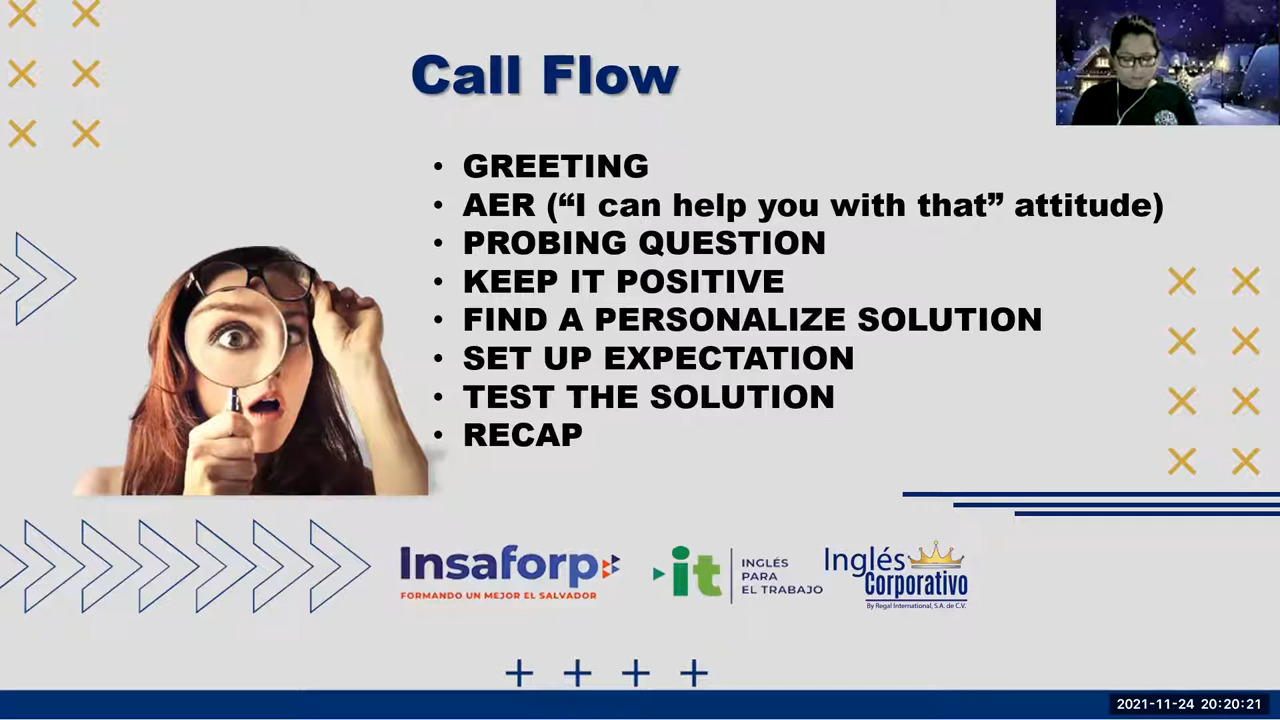 Call Flow
• GREETING
• AER (“I can help you with that” attitude)
• PROBING QUESTION
• KEEP IT POSITIVE
• FIND A PERSONALIZE SOLUTION
• SET UP EXPECTATION
• TEST THE SOLUTION
• RECAP
Insaforp
FORMANDO UN MEJOR EL SALVADOR
it
INGLÉS
PARA
EL TRABAJO
Inglés
Corporativo
By Regal International, S.A. de C.V.
2021-11-24 20:20:21